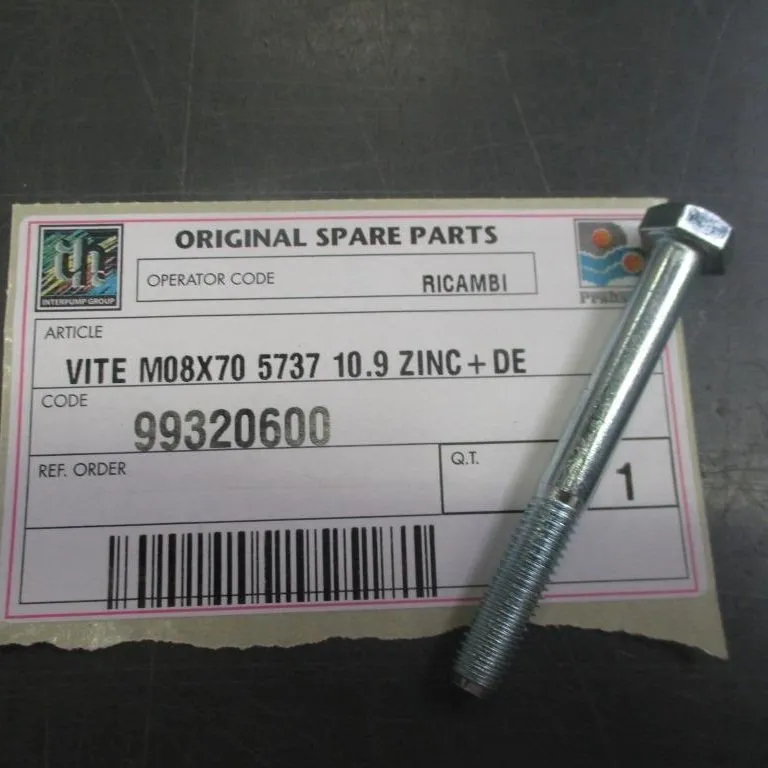 ORIGINAL SPARE PARTS
ih
INTERPUMP GROUP
OPERATOR CODE RICAMBI
ARTICLE
VITE M08X70 5737 10.9 ZINC+DE
CODE
99320600
REF. ORDER
Q.T.
1